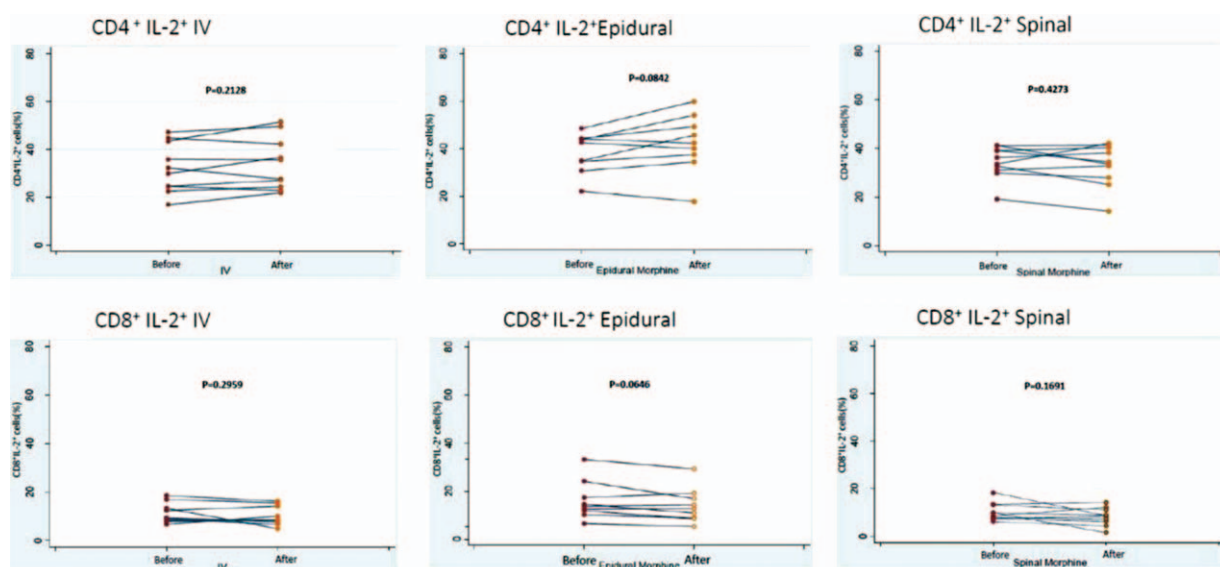 CD4+ IL-2+ IV
80
60
40
20
0
CD4+IL-2+ cells(%)
P=0.2128
Before
After
IV
CD4+ IL-2+Epidural
80
60
40
20
0
CD4+IL-2+ cells(%)
P=0.0842
Before
After
Epidural Morphine
CD4+ IL-2+ Spinal
80
60
40
20
0
CD4+IL-2+ cells(%)
P=0.4273
Before
After
Spinal Morphine
CD8+ IL-2+ IV
80
60
40
20
0
CD8+IL-2+ cells(%)
P=0.2959
Before
After
IV
CD8+ IL-2+ Epidural
80
60
40
20
0
CD8+IL-2+ cells(%)
P=0.0646
Before
After
Epidural Morphine
CD8+ IL-2+ Spinal
80
60
40
20
0
CD8+IL-2+ cells(%)
P=0.1691
Before
After
Spinal Morphine